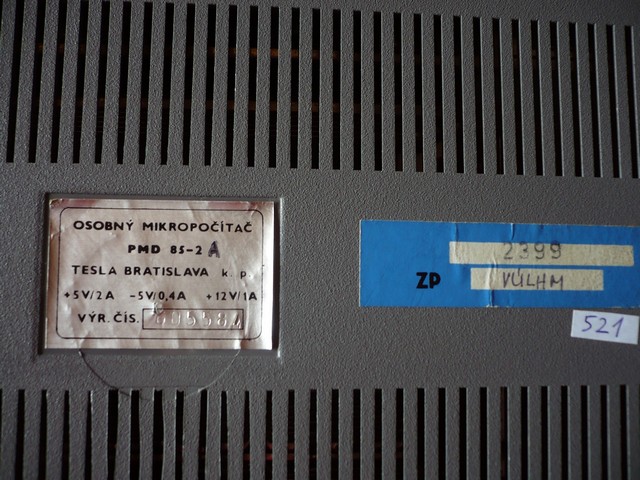 OSOBNÝ MIKROPOČÍTAČ
PMD 85-2 A
TESLA BRATISLAVA k. p.
+5V/2A -5V/0,4A +12V/1A
VÝR. ČÍS.
2399
ZP VÚLHM
521